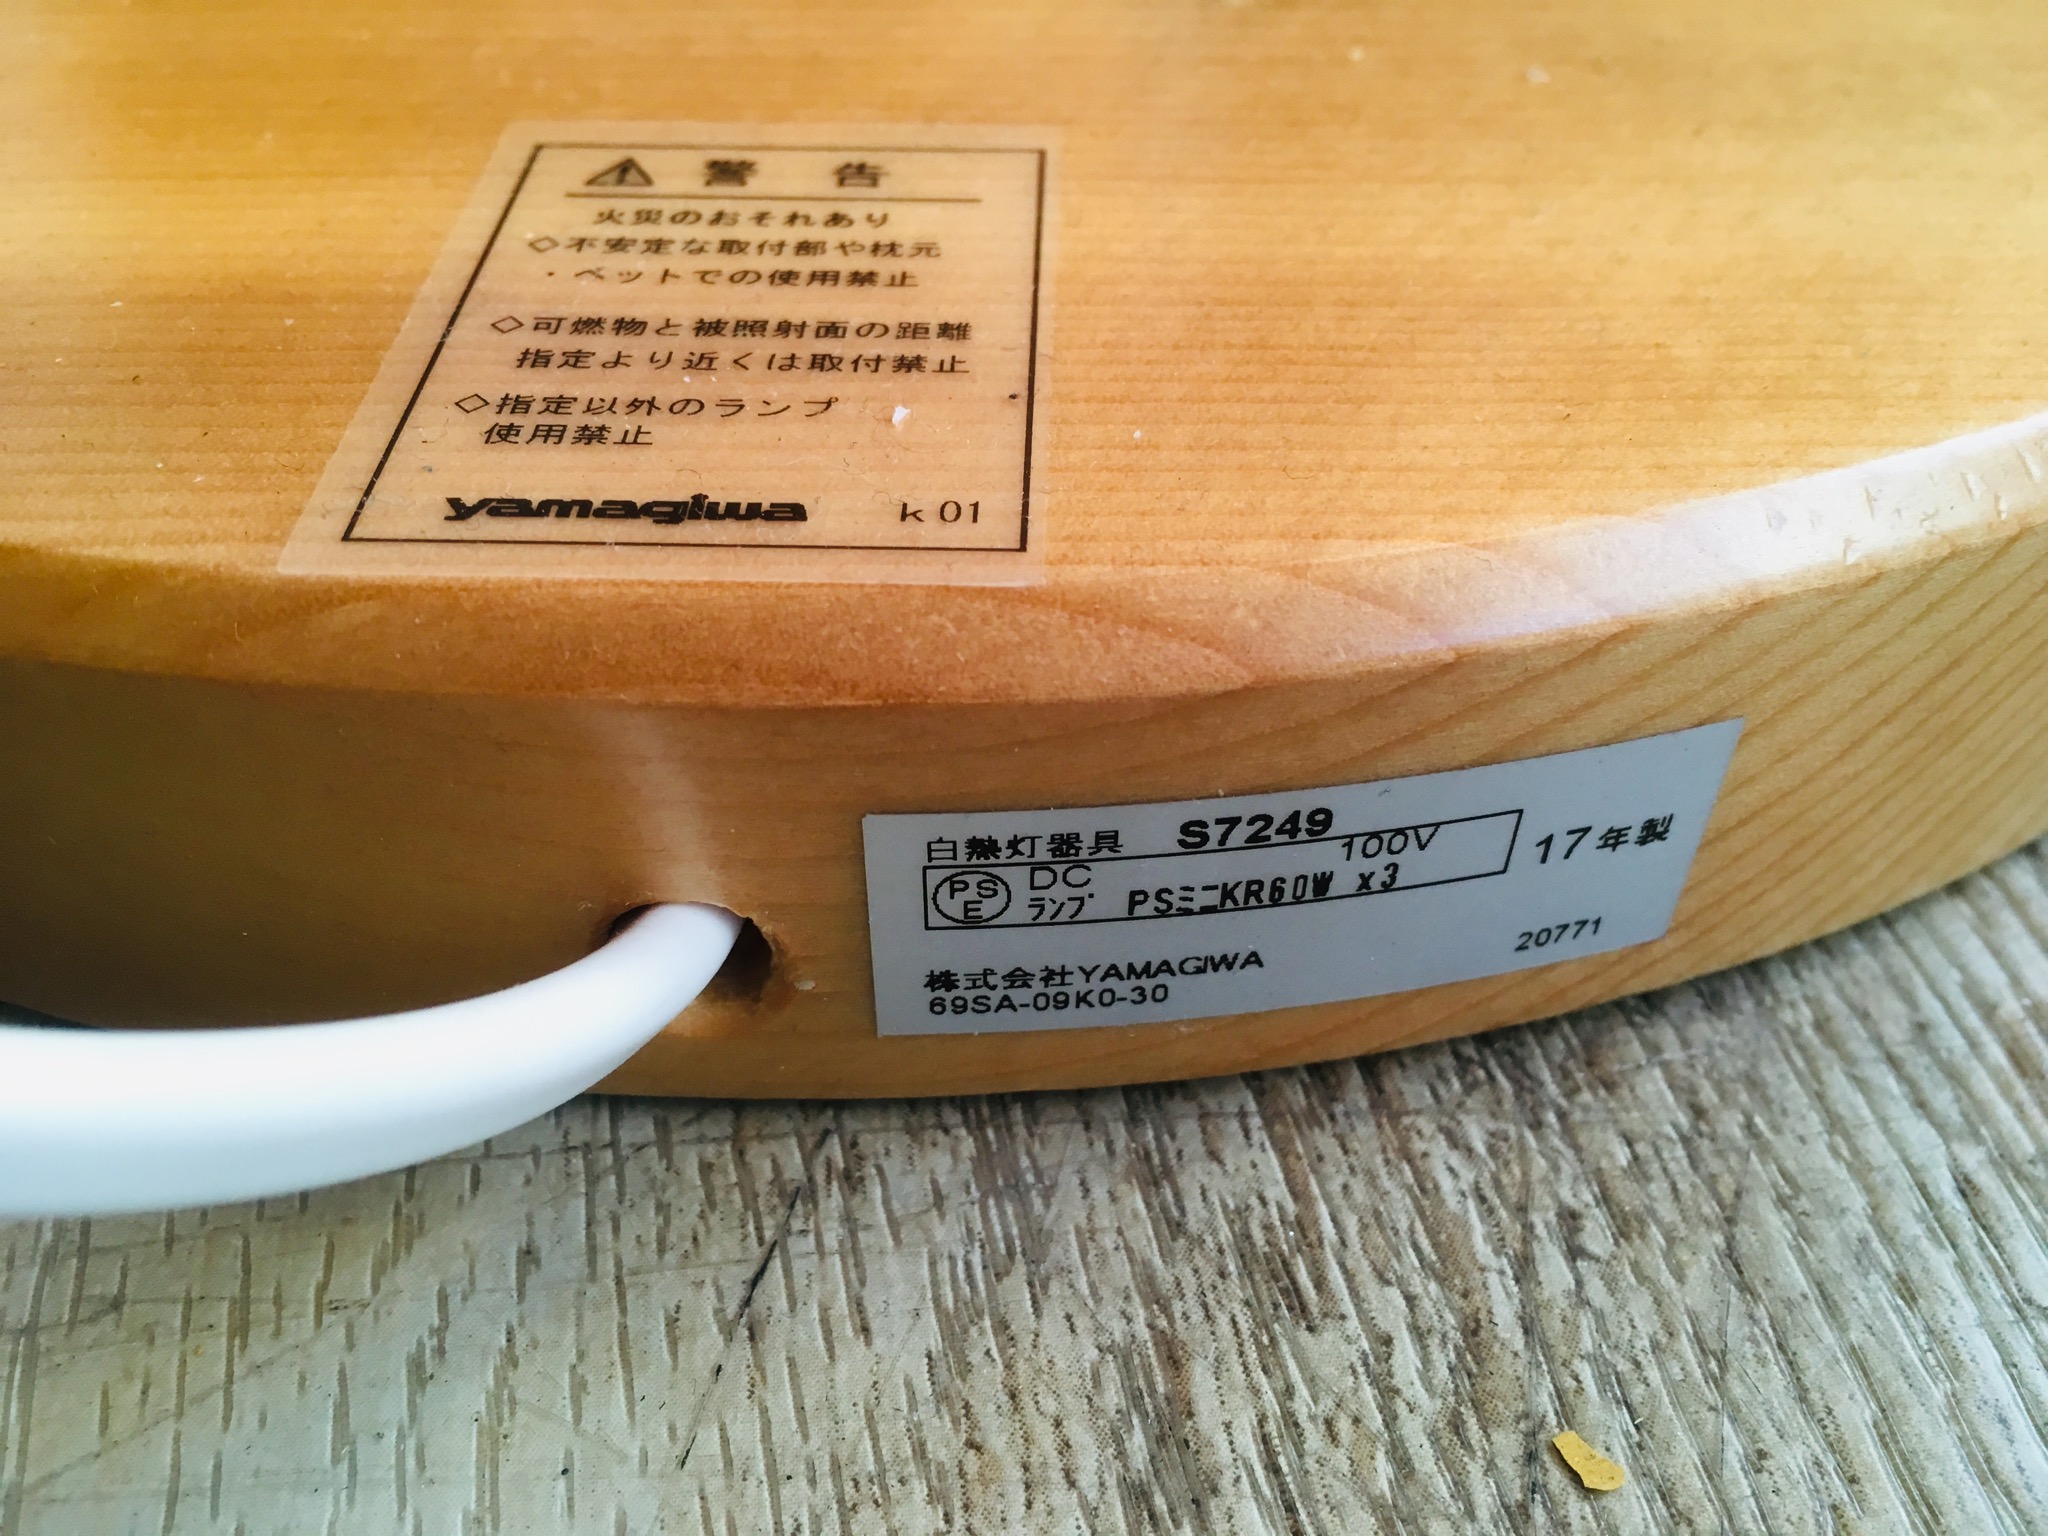 警 告
火災のおそれあり
◇不安定な取付部や枕元
・ベットでの使用禁止
◇可燃物と被照射面の距離
指定より近くは取付禁止
◇指定以外のランプ
使用禁止
yamagiwa k 01
白熱灯器具 S7249
100V
PSE DC
ランプ PSミニKR60W x3
17年製
20771
株式会社YAMAGIWA
69SA-09K0-30